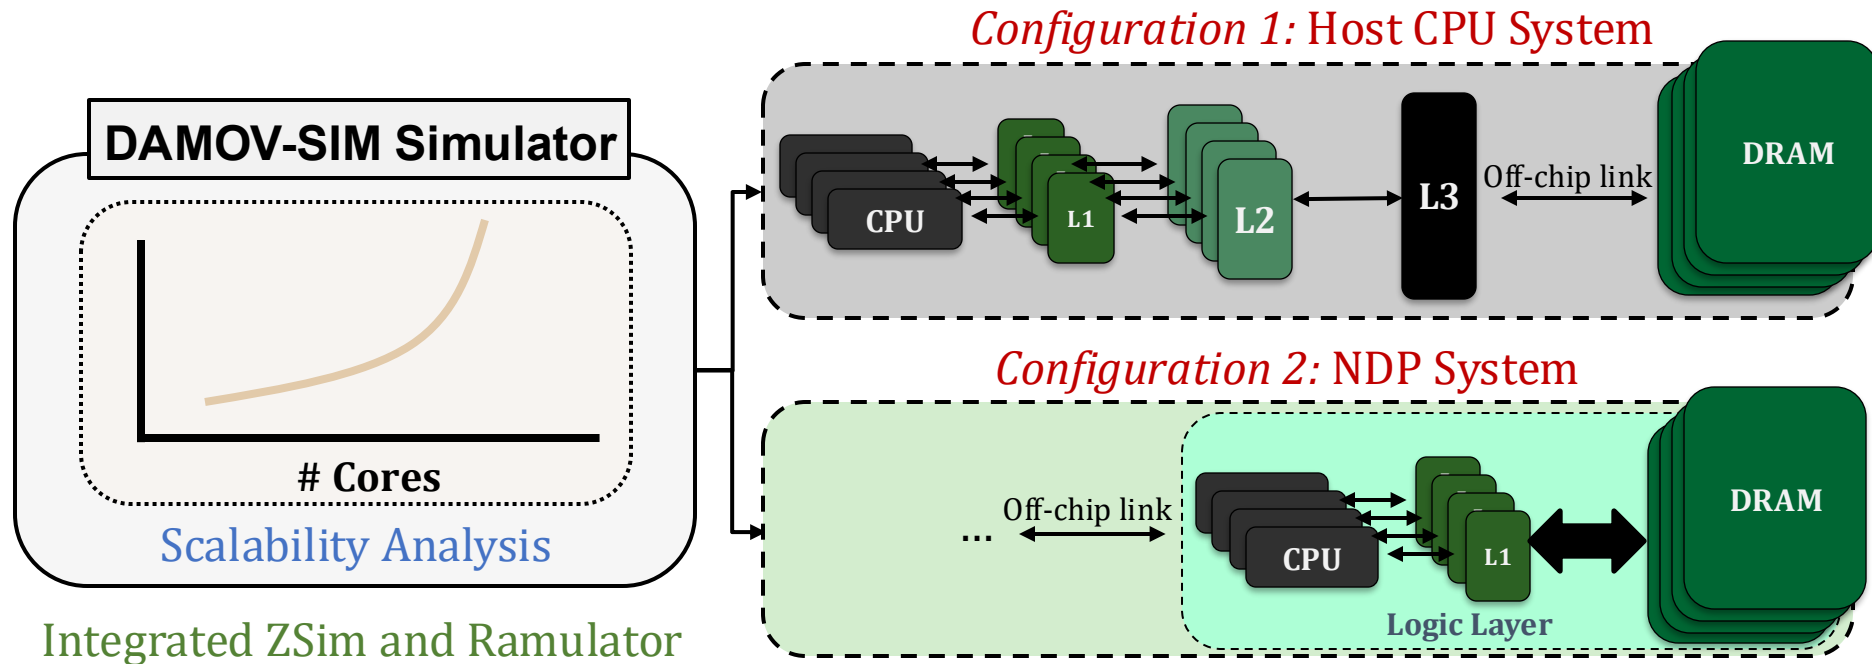 DAMOV-SIM Simulator
# Cores
Scalability Analysis
Integrated ZSim and Ramulator
Configuration 1: Host CPU System
CPU
L1
L2
L3
Off-chip link
DRAM
Configuration 2: NDP System
...
Off-chip link
CPU
L1
Logic Layer
DRAM